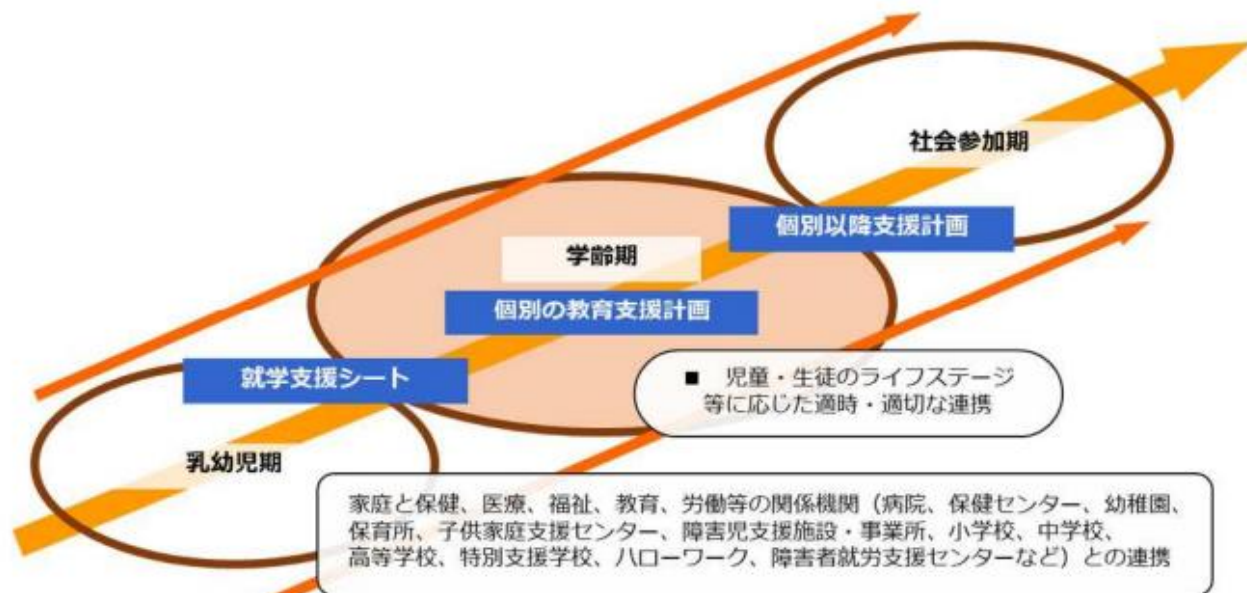 社会参加期
個別以降支援計画
学齢期
個別の教育支援計画
就学支援シート
■ 児童・生徒のライフステージ
等に応じた適時・適切な連携
乳幼児期
家庭と保健、医療、福祉、教育、労働等の関係機関（病院、保健センター、幼稚園、
保育所、子供家庭支援センター、障害児支援施設・事業所、小学校、中学校、
高等学校、特別支援学校、ハローワーク、障害者就労支援センターなど）との連携